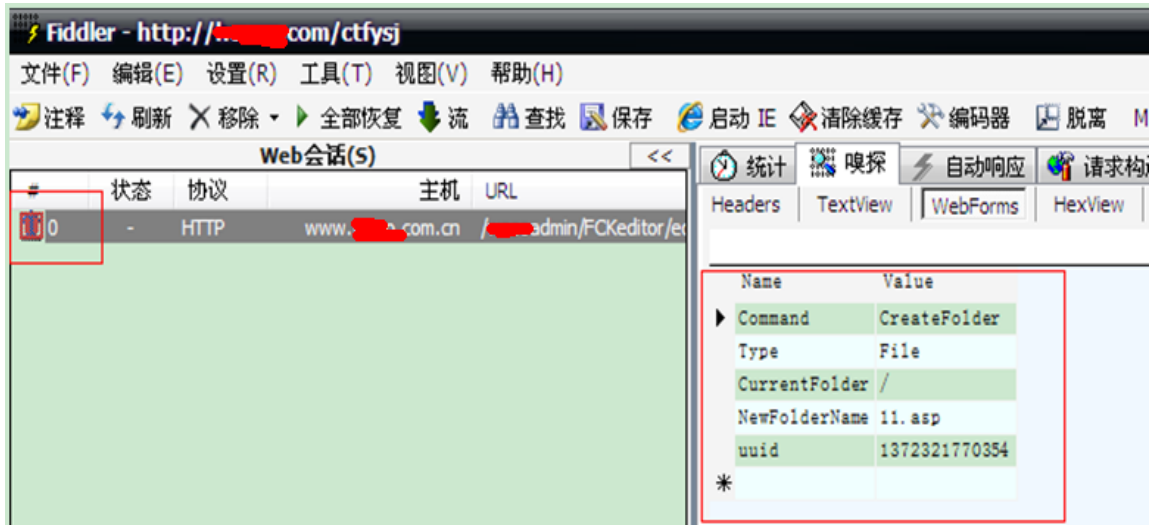 Fiddler - http:// com/ctfysj
文件(F) 编辑(E) 设置(R) 工具(T) 视图(V) 帮助(H)
注释 刷新 移除 全部恢复 流 查找 保存 启动 IE 清除缓存 编码器 脱离 M
Web会话(S) <<
# 状态 协议 主机 URL
0 - HTTP www. .com.cn / admin/FCKeditor/ed
统计 嗅探 自动响应 请求构造
Headers TextView WebForms HexView
Name Value
Command CreateFolder
Type File
CurrentFolder /
NewFolderName 11.asp
uuid 1372321770354